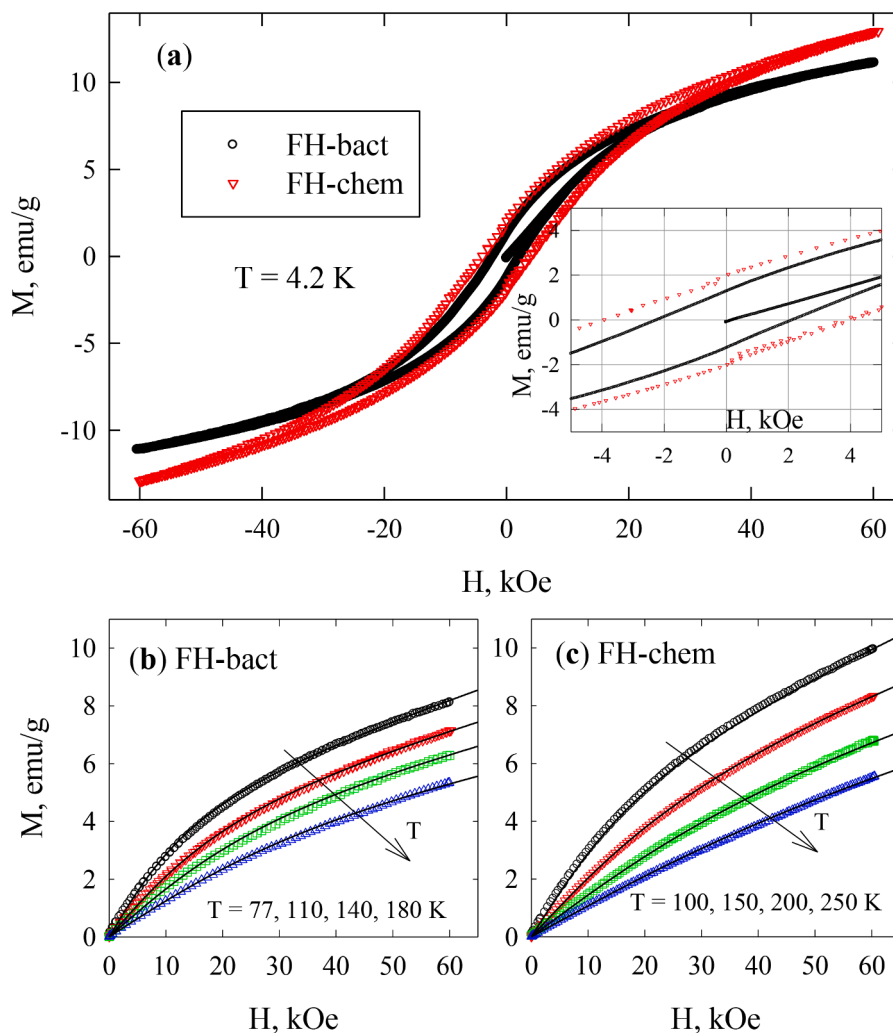 (a)
FH-bact
FH-chem
T = 4.2 K
M, emu/g
10
5
0
-5
-10
-60 -40 -20 0 20 40 60
H, kOe
M, emu/g
4
2
0
-2
-4
H, kOe
-4 -2 0 2 4
(b) FH-bact
M, emu/g
10
8
6
4
2
0
T
T = 77, 110, 140, 180 K
0 10 20 30 40 50 60
H, kOe
(c) FH-chem
10
8
6
4
2
0
T
T = 100, 150, 200, 250 K
0 10 20 30 40 50 60
H, kOe